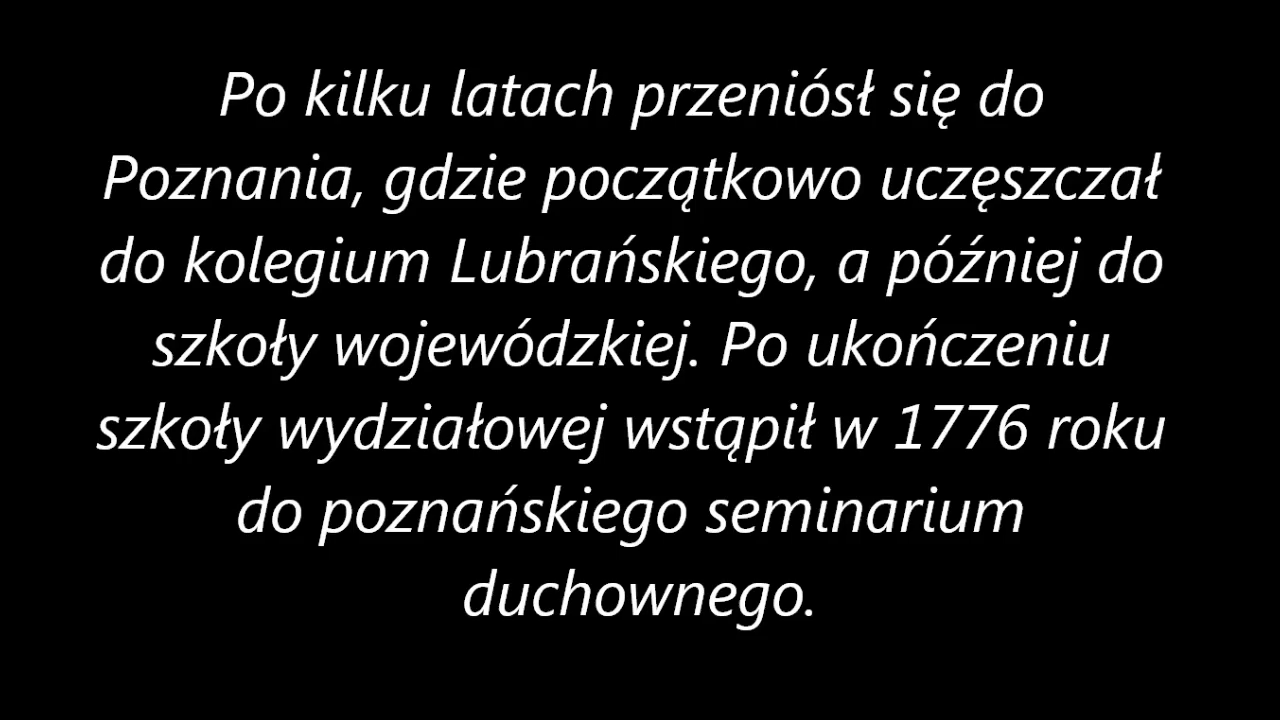 Po kilku latach przeniósł się do
Poznania, gdzie początkowo uczęszczał
do kolegium Lubrańskiego, a później do
szkoły wojewódzkiej. Po ukończeniu
szkoły wydziałowej wstąpił w 1776 roku
do poznańskiego seminarium
duchownego.